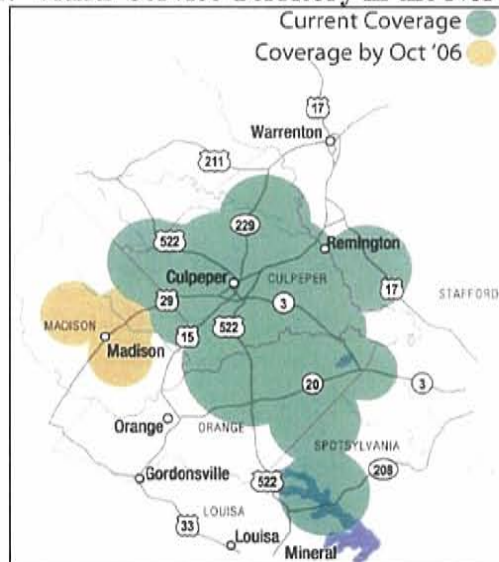 Current Coverage
Coverage by Oct '06
17
Warrenton
211
229
522
Remington
Culpeper
CULPEPER
17
STAFFORD
29
3
MADISON
Madison
15
522
20
3
Orange
ORANGE
SPOTSYLVANIA
208
Gordonsville
522
LOUISA
33
Louisa
Mineral